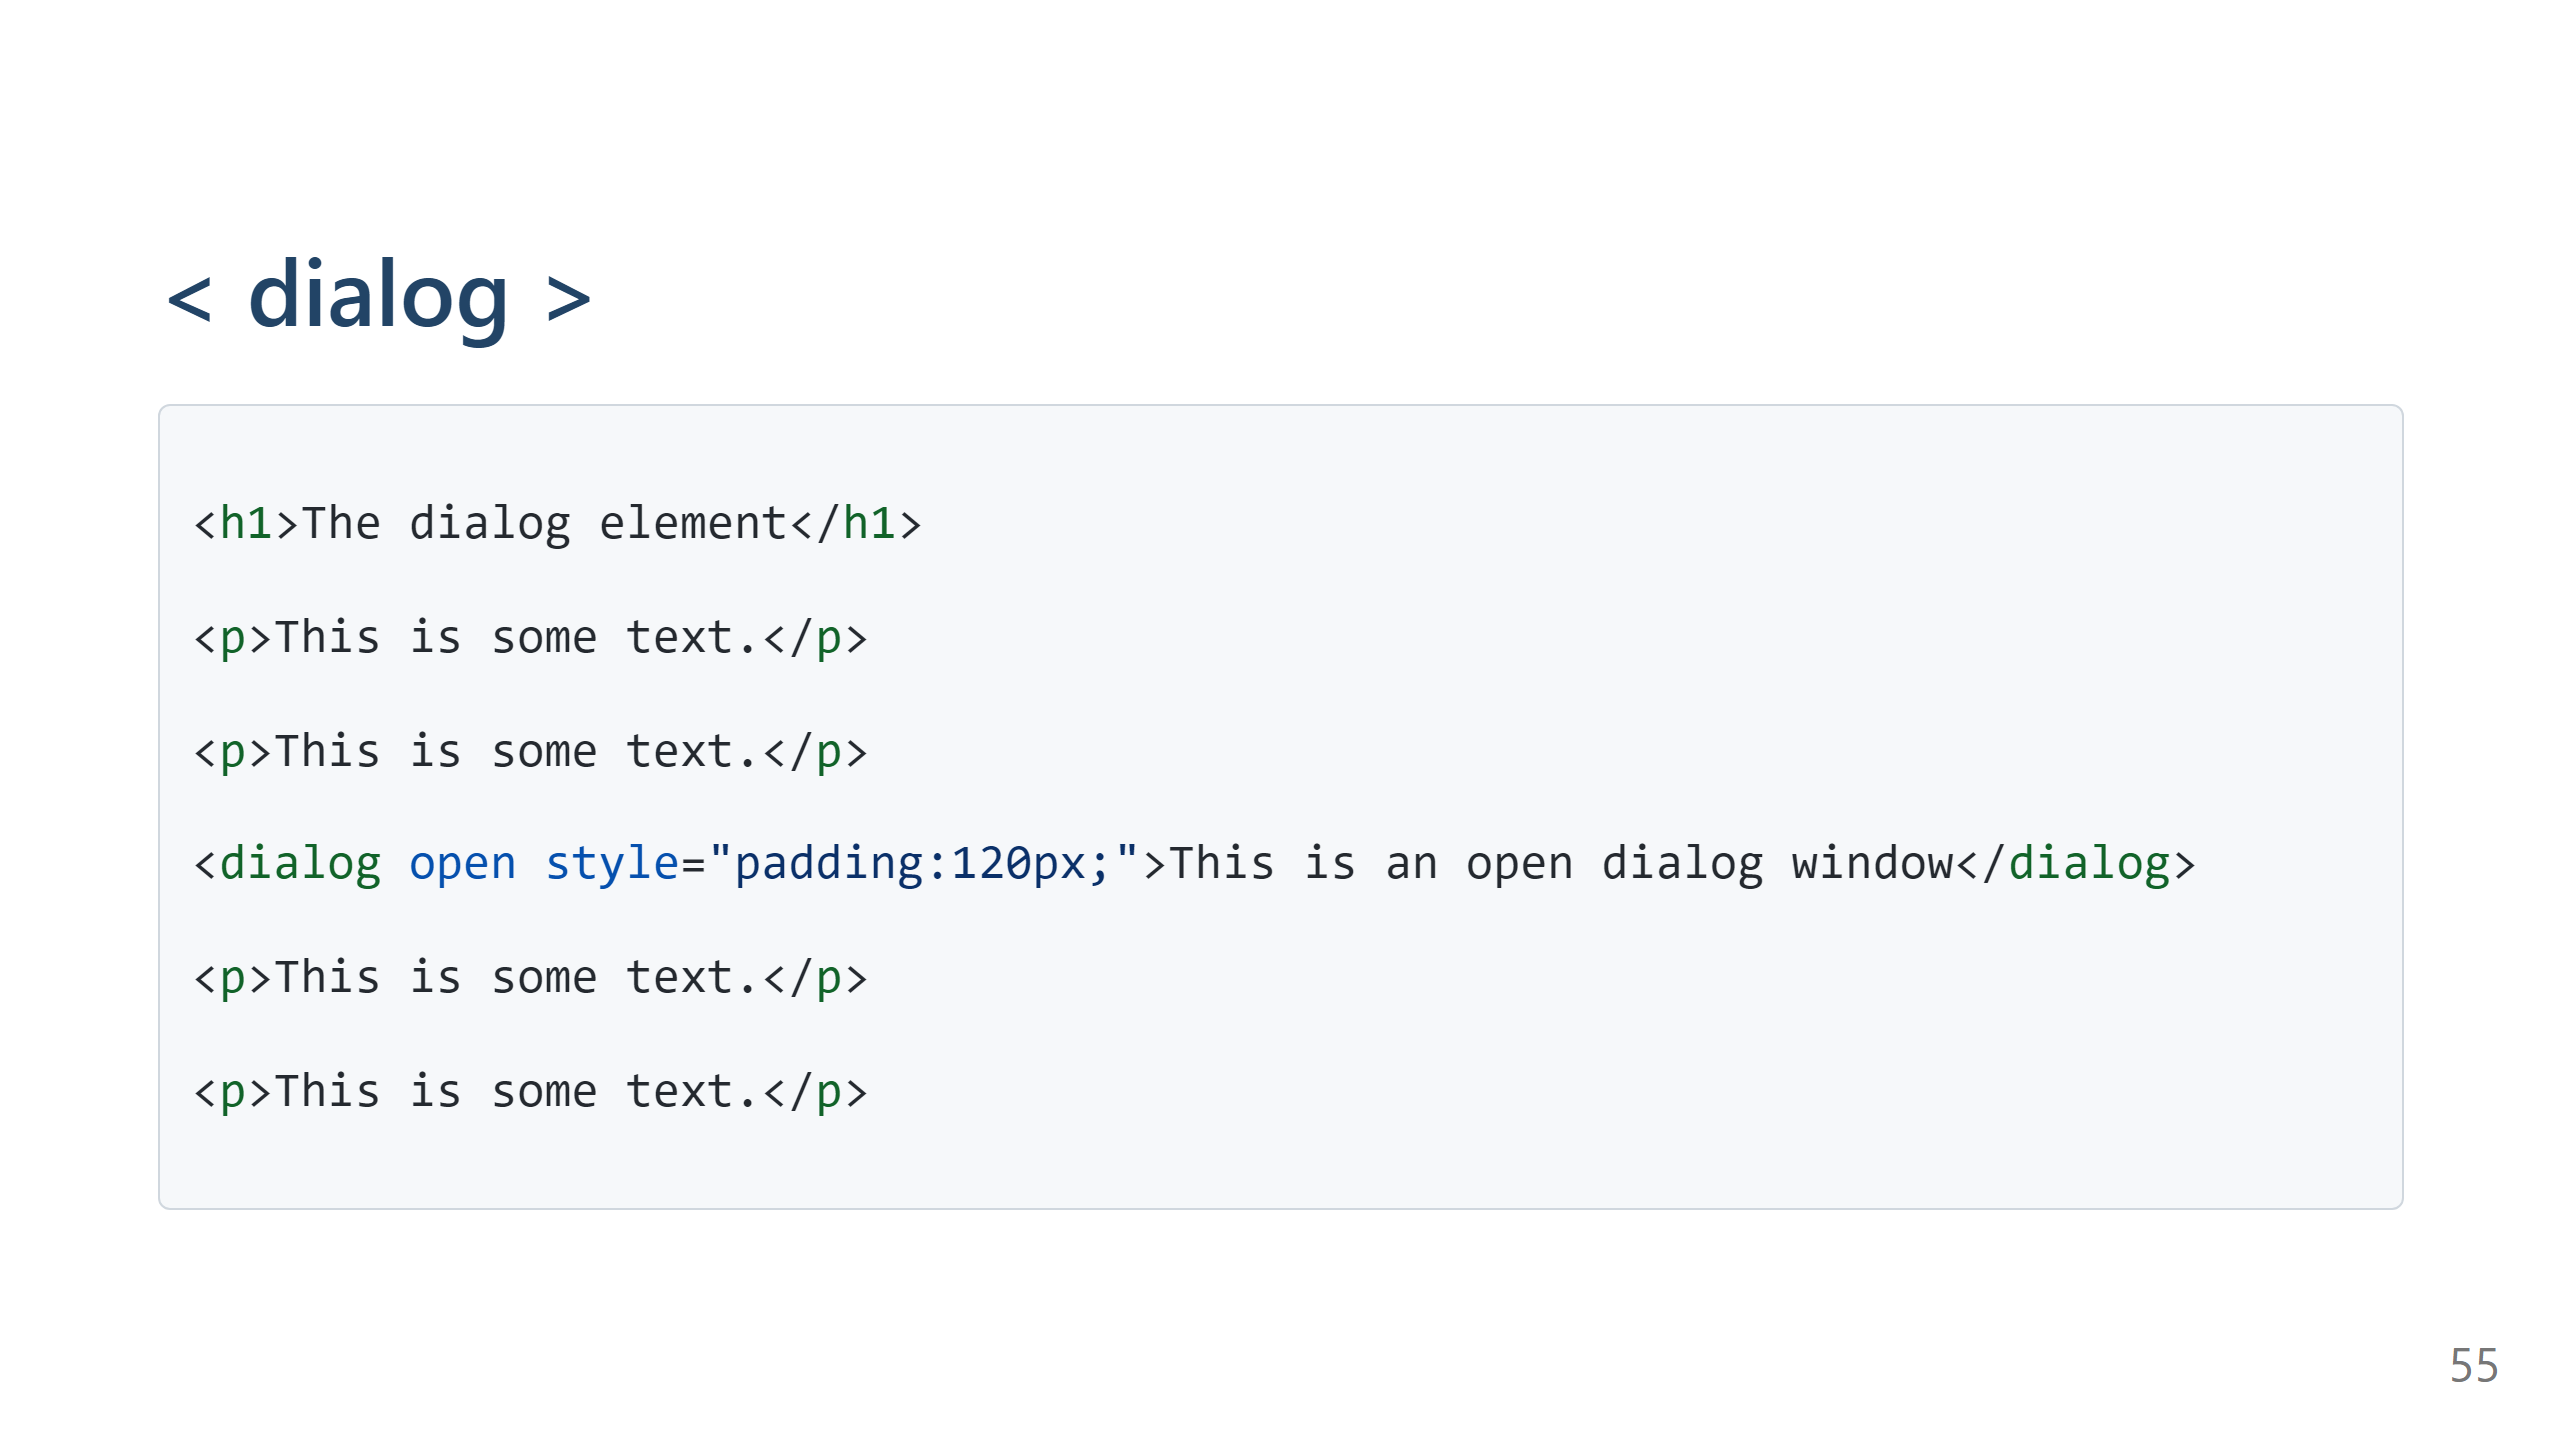 < dialog >
<h1>The dialog element</h1>
<p>This is some text.</p>
<p>This is some text.</p>
<dialog open style="padding:120px;">This is an open dialog window</dialog>
<p>This is some text.</p>
<p>This is some text.</p>
55